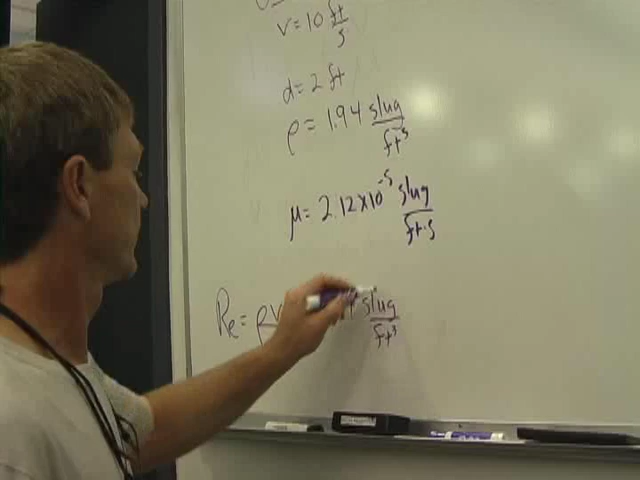 v = 10 ft/s
d = 2 ft
ρ = 1.94 slug/ft³
μ = 2.12 x 10⁻⁵ slug/ft·s
Re = ρv slug/ft³